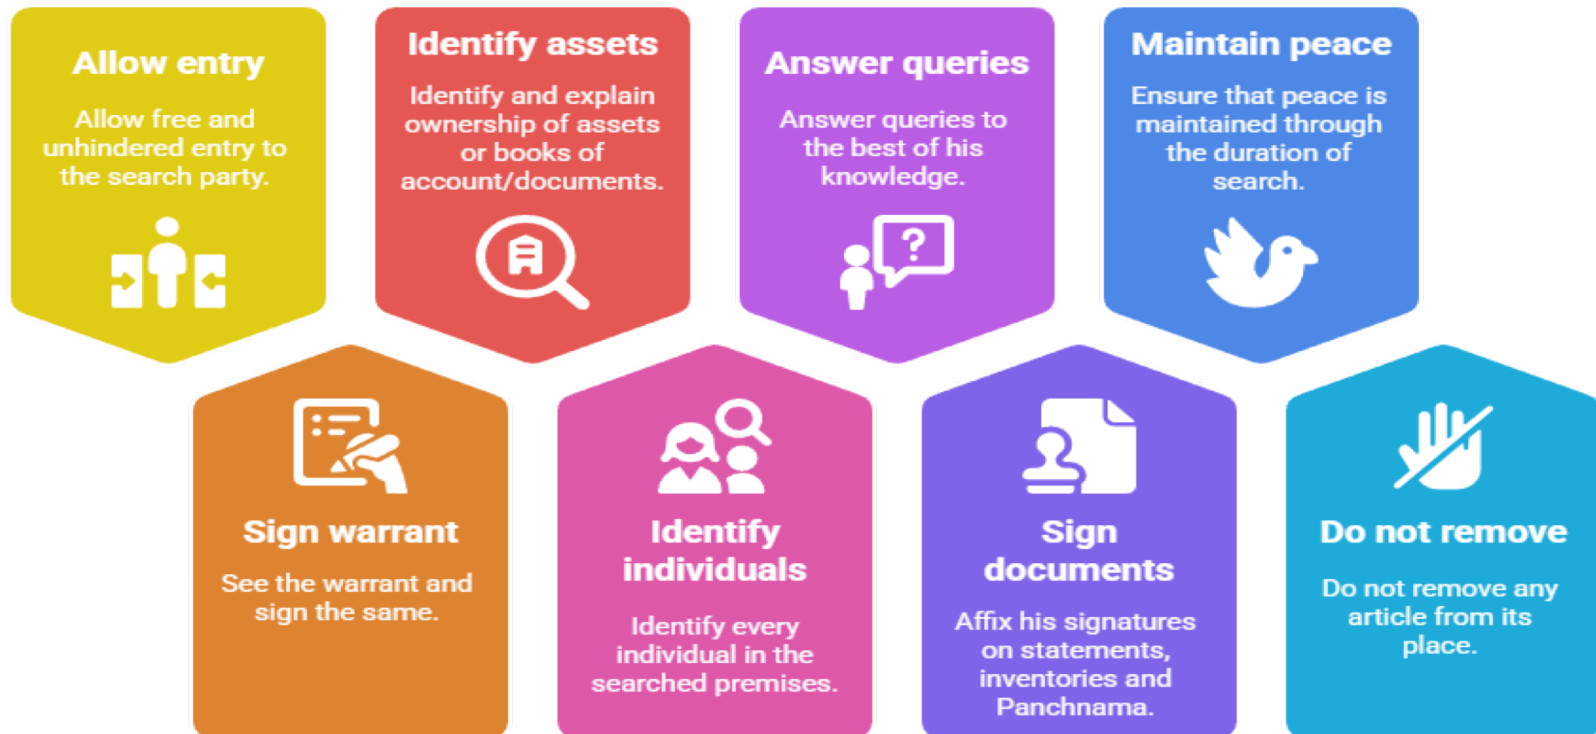 Allow entry
Allow free and
unhindered entry to
the search party.
Sign warrant
See the warrant and
sign the same.
Identify assets
Identify and explain
ownership of assets
or books of
account/documents.
Identify
individuals
Identify every
individual in the
searched premises.
Answer queries
Answer queries to
the best of his
knowledge.
?
Sign
documents
Affix his signatures
on statements,
inventories and
Panchnama.
Maintain peace
Ensure that peace is
maintained through
the duration of
search.
Do not remove
Do not remove any
article from its
place.